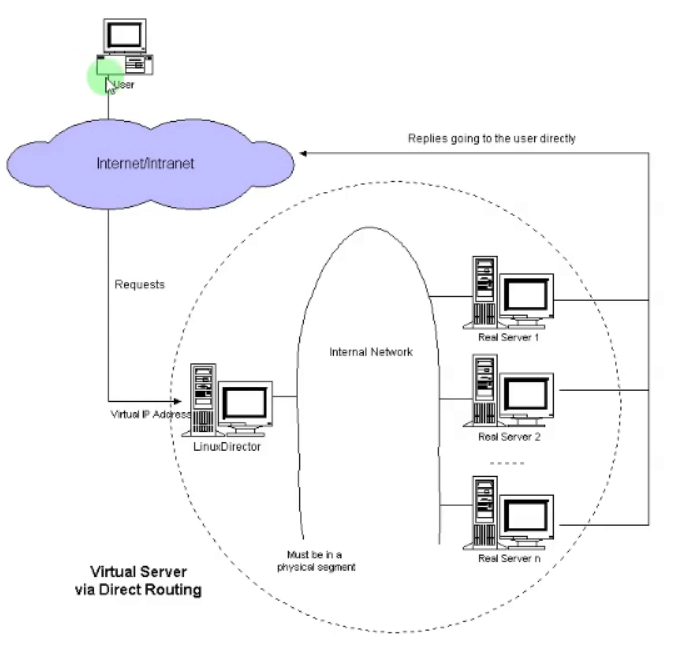 User
Internet/Intranet
Replies going to the user directly
Requests
Real Server 1
Internal Network
Virtual IP Address
LinuxDirector
Real Server 2
Must be in a
physical segment
Real Server n
Virtual Server
via Direct Routing